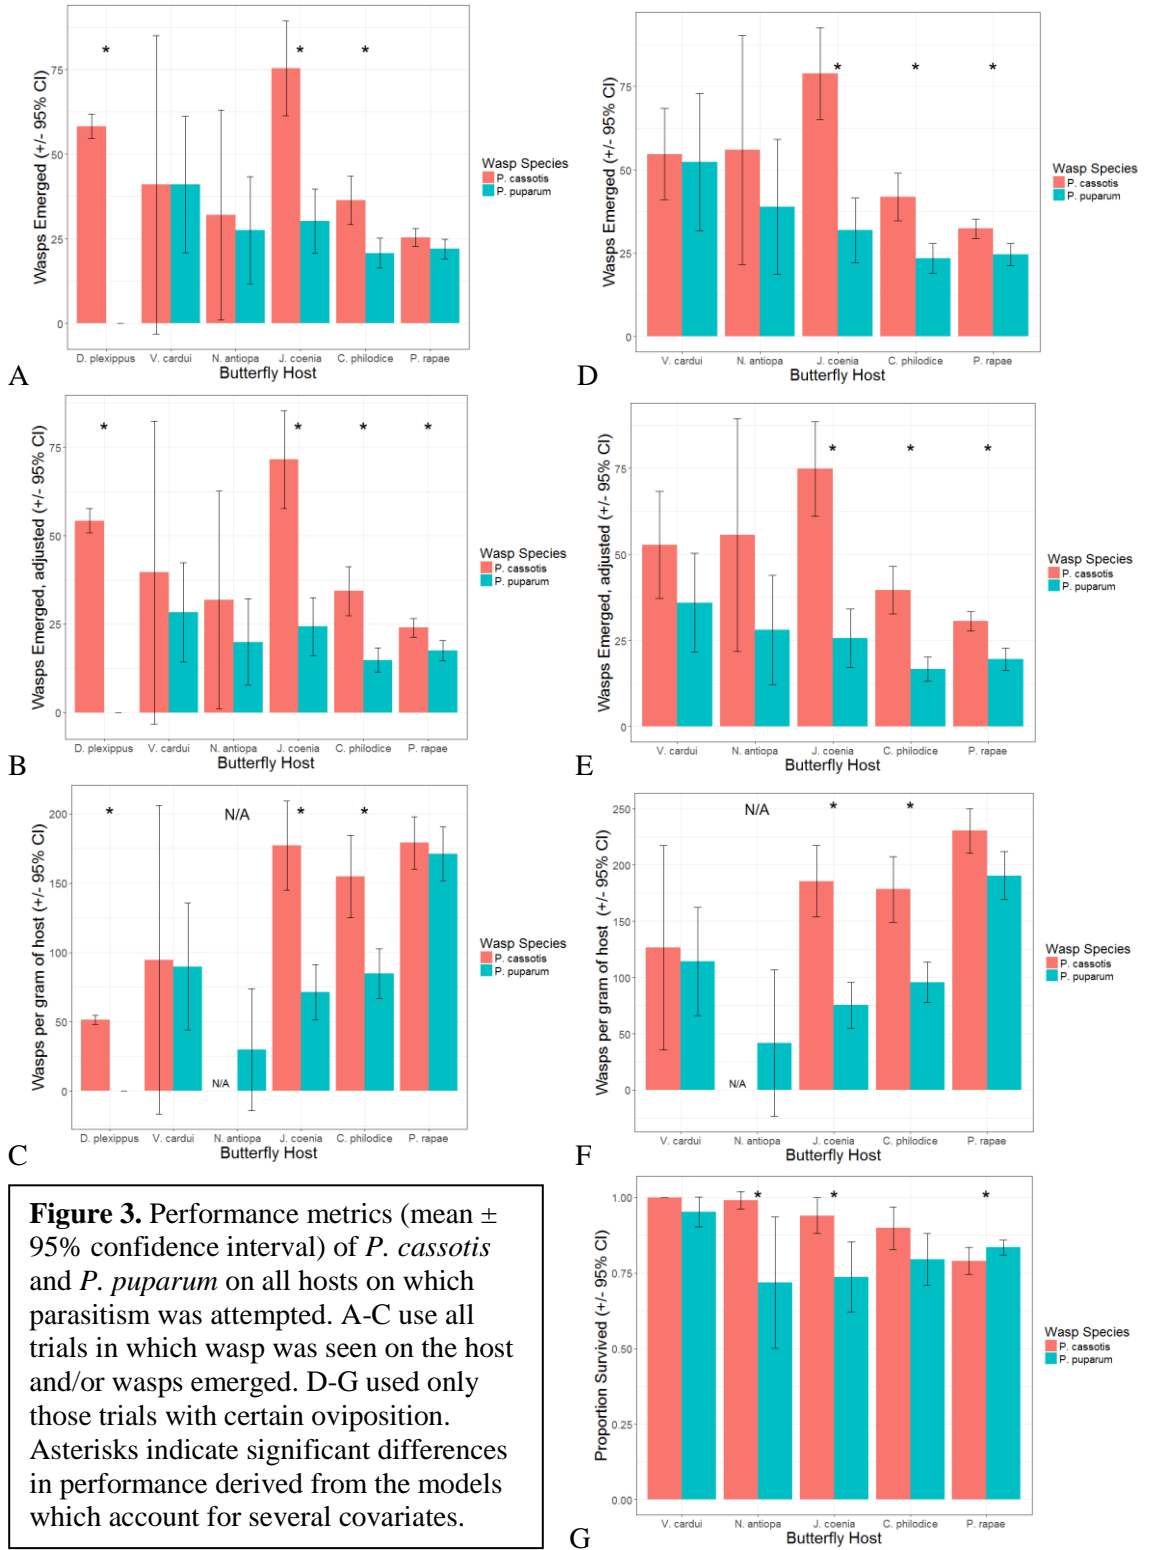 *
*
*
Wasps Emerged (+/- 95% CI)
75
50
25
0
D. plexippus V. cardui N. antiopa J. coenia C. philodice P. rapae
Butterfly Host
Wasp Species
P. cassotis
P. puparum
A
*
*
*
*
Wasps Emerged, adjusted (+/- 95% CI)
75
50
25
0
D. plexippus V. cardui N. antiopa J. coenia C. philodice P. rapae
Butterfly Host
Wasp Species
P. cassotis
P. puparum
B
*
N/A
*
*
Wasps per gram of host (+/- 95% CI)
200
150
100
50
0
N/A
D. plexippus V. cardui N. antiopa J. coenia C. philodice P. rapae
Butterfly Host
Wasp Species
P. cassotis
P. puparum
C
Figure 3. Performance metrics (mean ±
95% confidence interval) of P. cassotis
and P. puparum on all hosts on which
parasitism was attempted. A-C use all
trials in which wasp was seen on the host
and/or wasps emerged. D-G used only
those trials with certain oviposition.
Asterisks indicate significant differences
in performance derived from the models
which account for several covariates.
*
*
*
Wasps Emerged (+/- 95% CI)
75
50
25
0
V. cardui N. antiopa J. coenia C. philodice P. rapae
Butterfly Host
Wasp Species
P. cassotis
P. puparum
D
*
*
*
Wasps Emerged, adjusted (+/- 95% CI)
75
50
25
0
V. cardui N. antiopa J. coenia C. philodice P. rapae
Butterfly Host
Wasp Species
P. cassotis
P. puparum
E
N/A
*
*
Wasps per gram of host (+/- 95% CI)
250
200
150
100
50
0
N/A
V. cardui N. antiopa J. coenia C. philodice P. rapae
Butterfly Host
Wasp Species
P. cassotis
P. puparum
F
*
*
*
Proportion Survived (+/- 95% CI)
1.00
0.75
0.50
0.25
0.00
V. cardui N. antiopa J. coenia C. philodice P. rapae
Butterfly Host
Wasp Species
P. cassotis
P. puparum
G